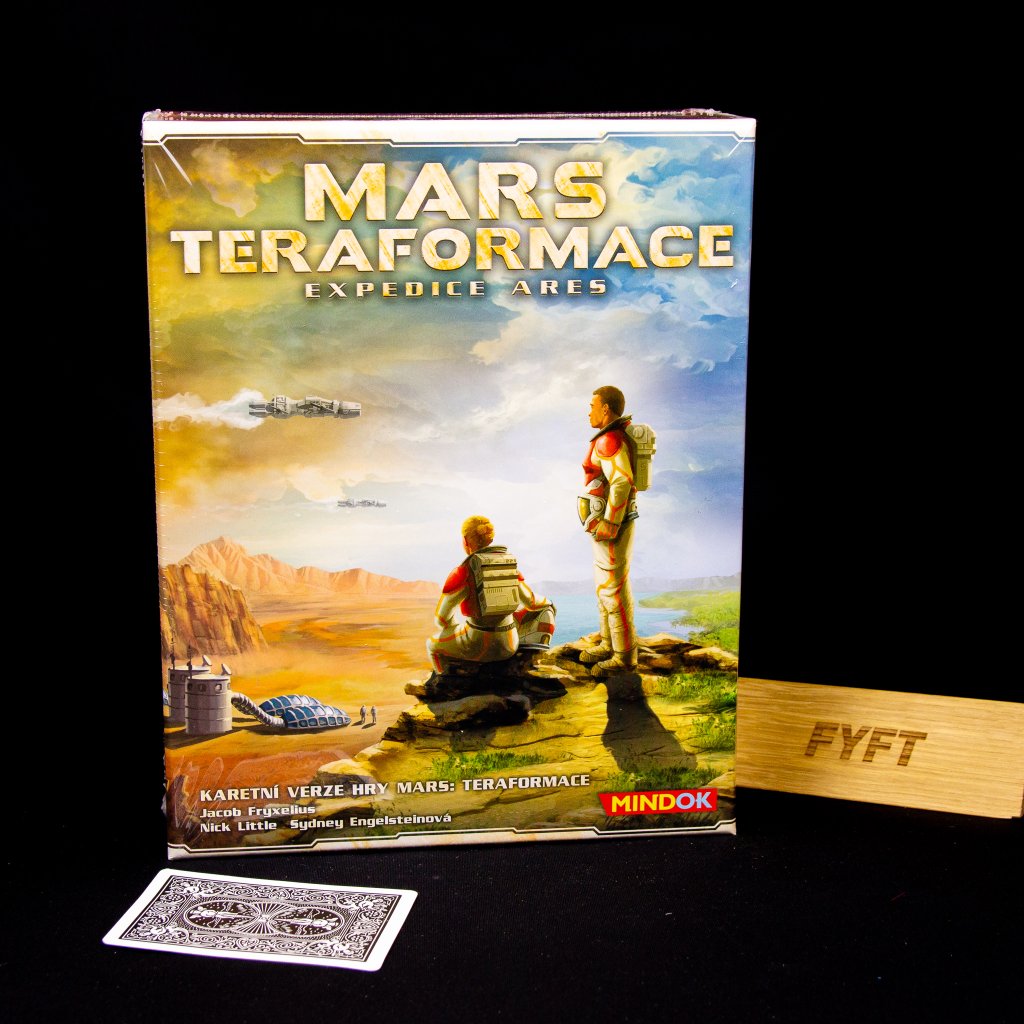 MARS
TERAFORMACE
EXPEDICE ARES
KARETNÍ VERZE HRY MARS: TERAFORMACE
Jacob Fryxelius
Nick Little Sydney Engelsteinová
MINDOK
FYFT